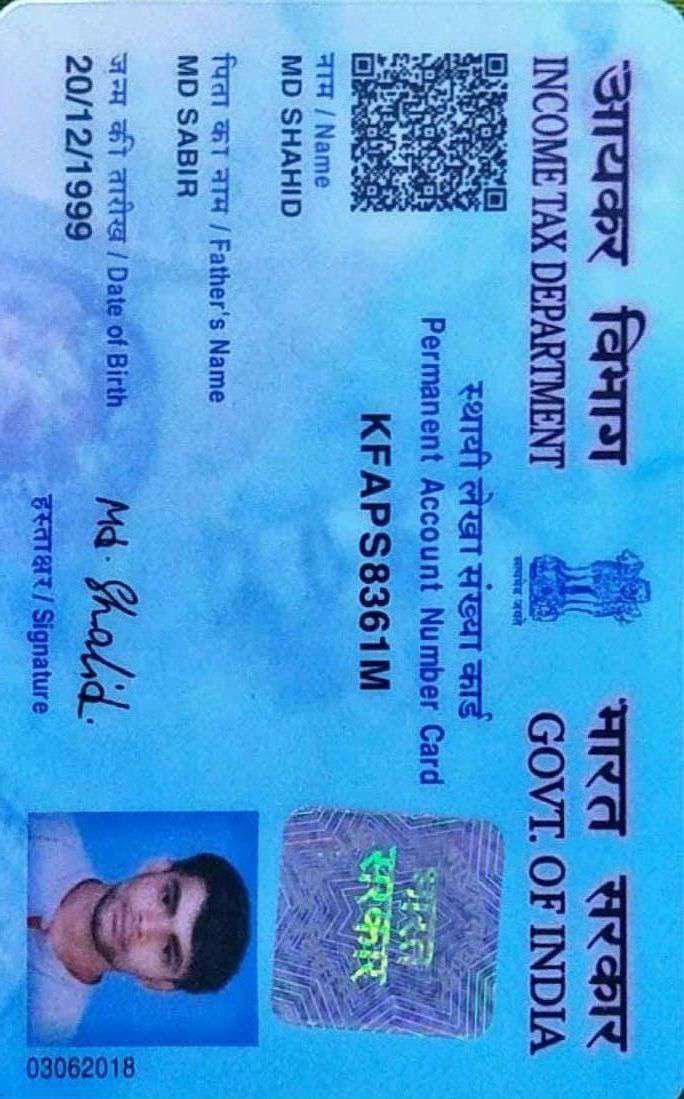 आयकर विभाग
INCOME TAX DEPARTMENT
सत्यमेव जयते
भारत सरकार
GOVT. OF INDIA
स्थायी लेखा संख्या कार्ड
Permanent Account Number Card
KFAPS8361M
नाम / Name
MD SHAHID
पिता का नाम / Father's Name
MD SABIR
जन्म की तारीख / Date of Birth
20/12/1999
Md. Shahid.
हस्ताक्षर / Signature
भारत
सरकार
03062018